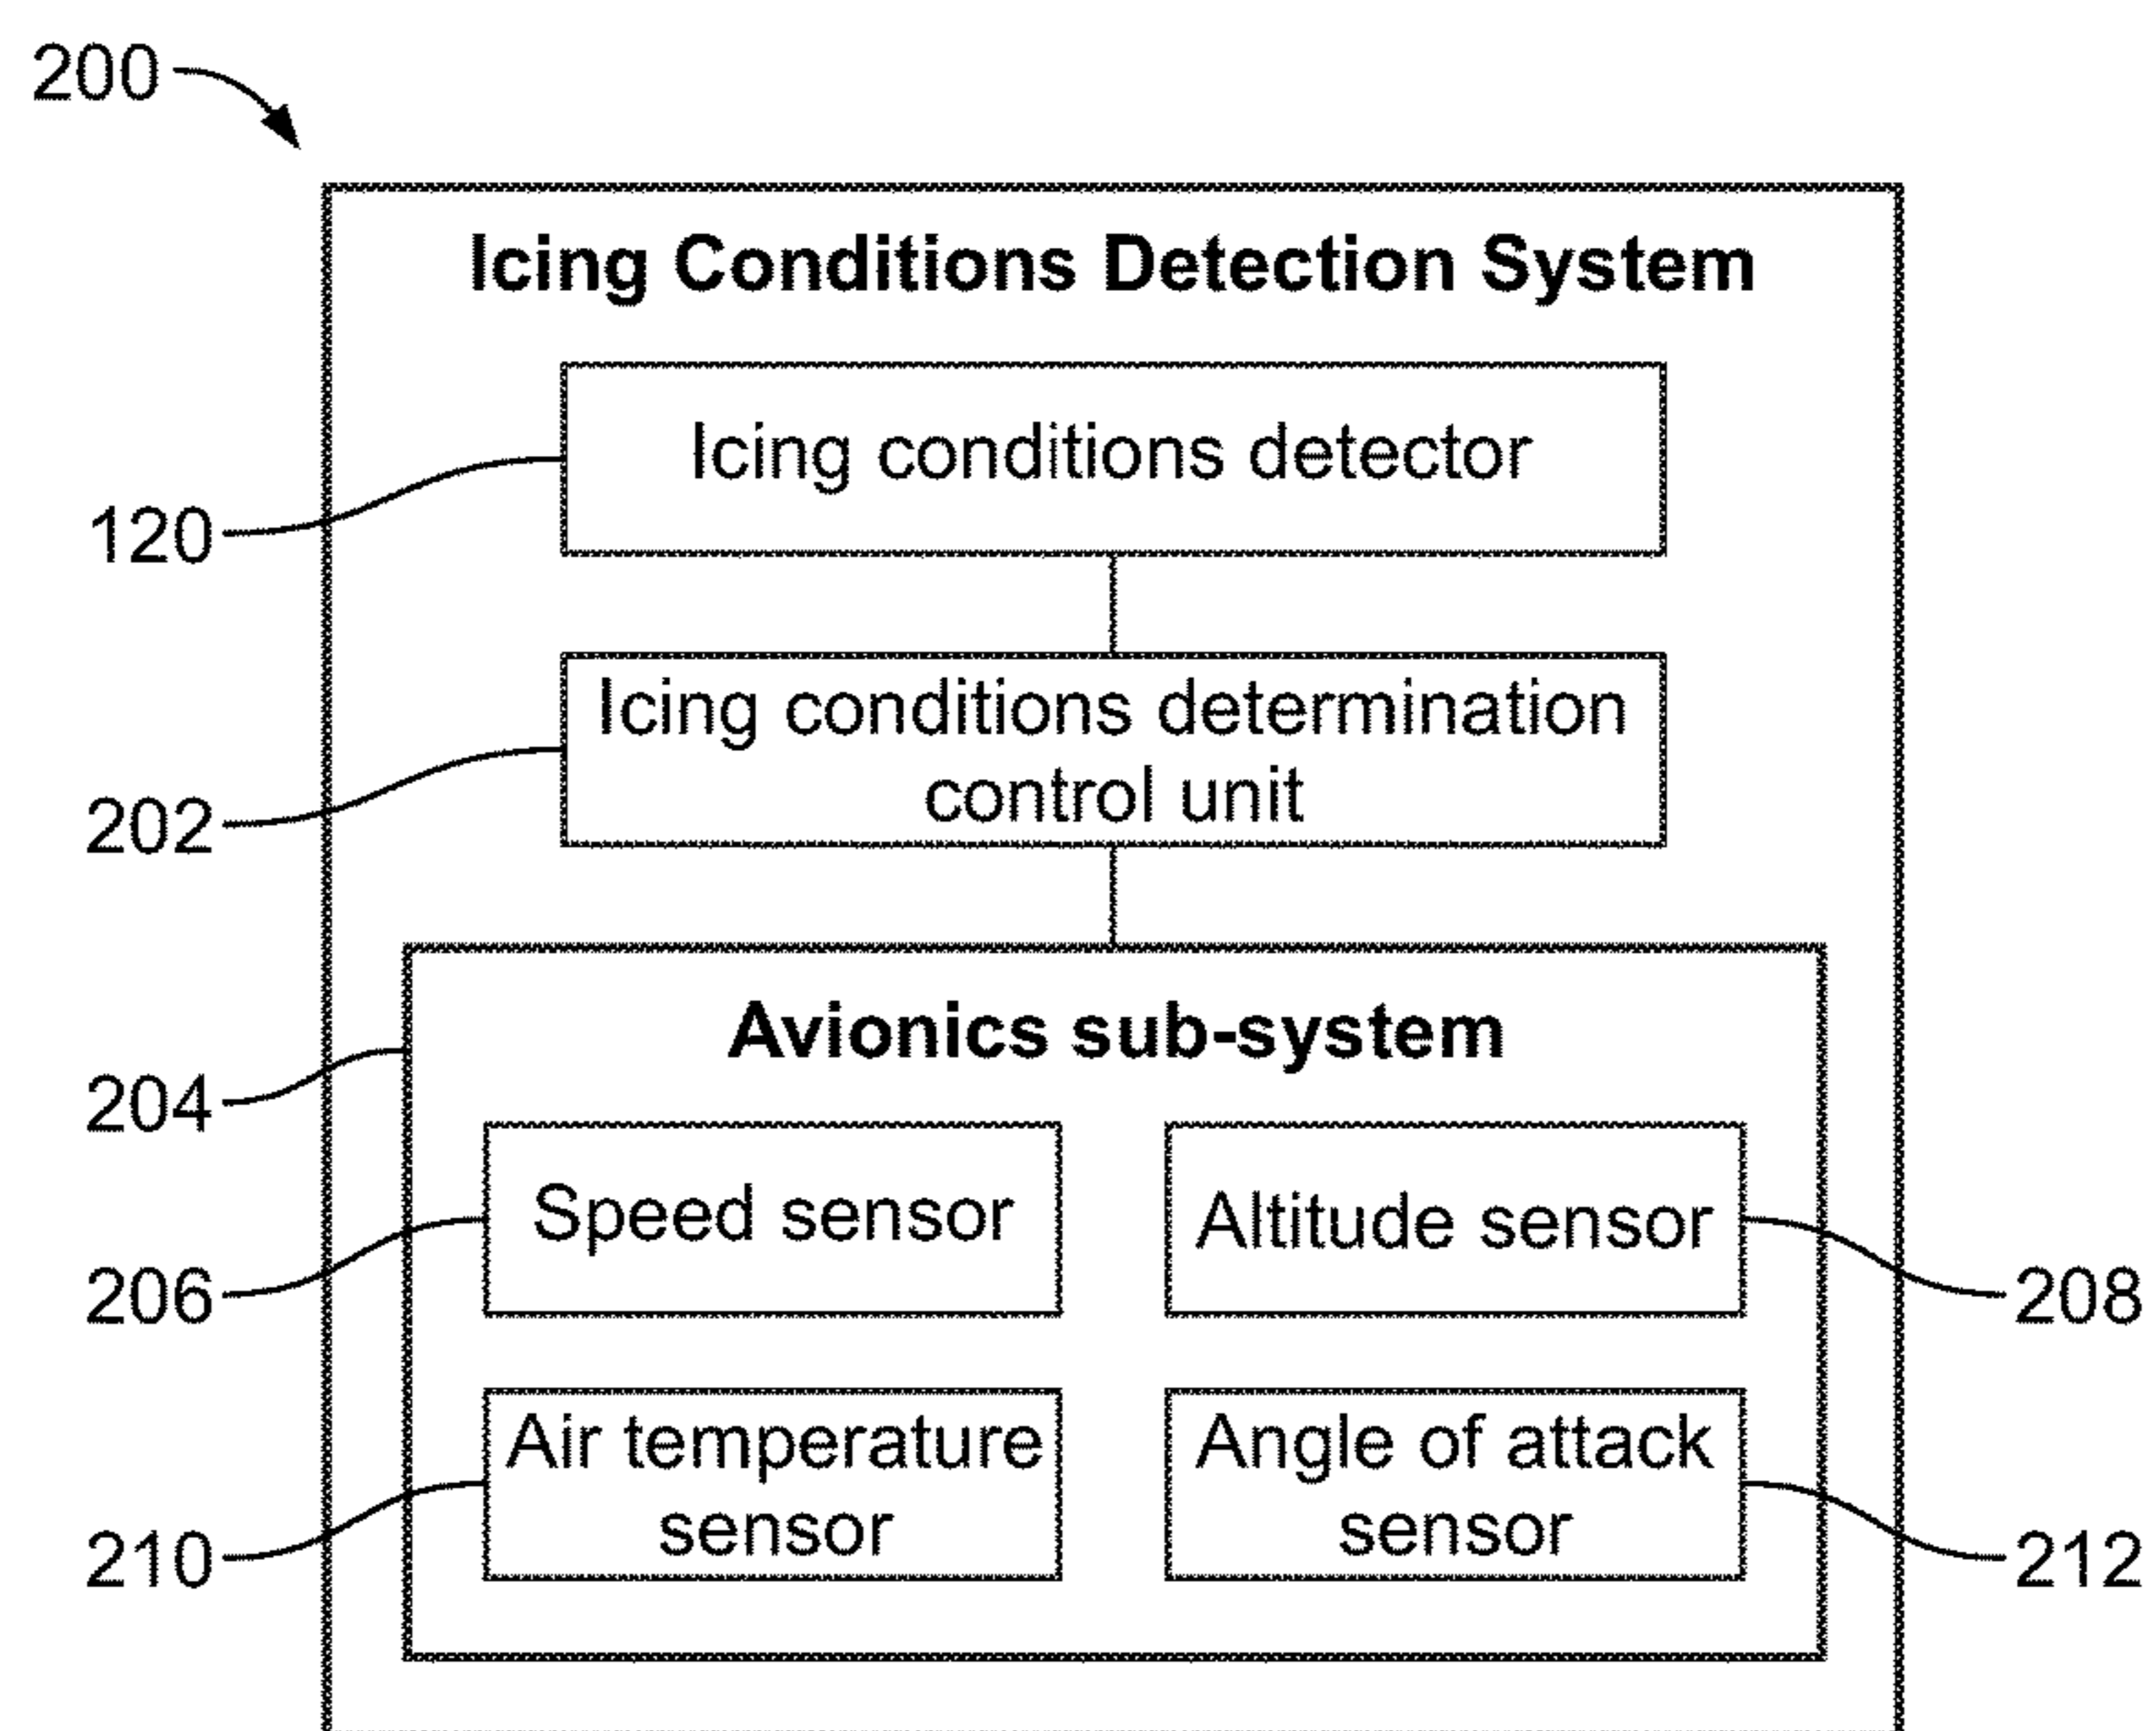 200
Icing Conditions Detection System
Icing conditions detector
120
Icing conditions determination
control unit
202
Avionics sub-system
204
Speed sensor
Altitude sensor
206
208
Air temperature
sensor
Angle of attack
sensor
210
212